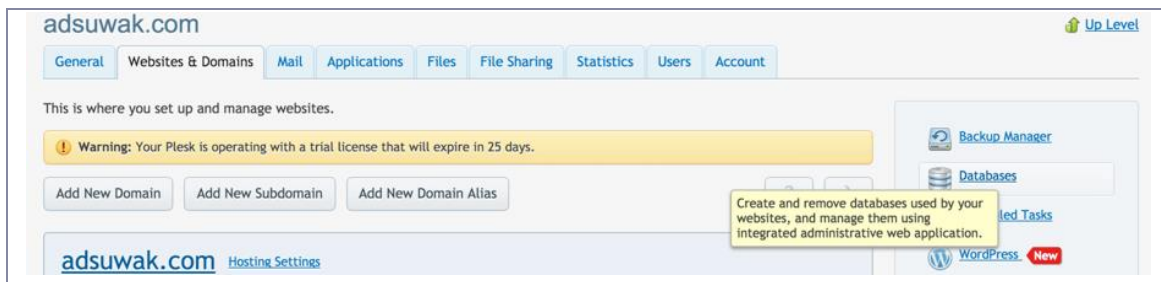 adsuwak.com
Up Level
General Websites & Domains Mail Applications Files File Sharing Statistics Users Account
This is where you set up and manage websites.
Warning: Your Plesk is operating with a trial license that will expire in 25 days.
Add New Domain Add New Subdomain Add New Domain Alias
adsuwak.com Hosting Settings
Backup Manager
Databases
Create and remove databases used by your
websites, and manage them using
integrated administrative web application.
led Tasks
WordPress New